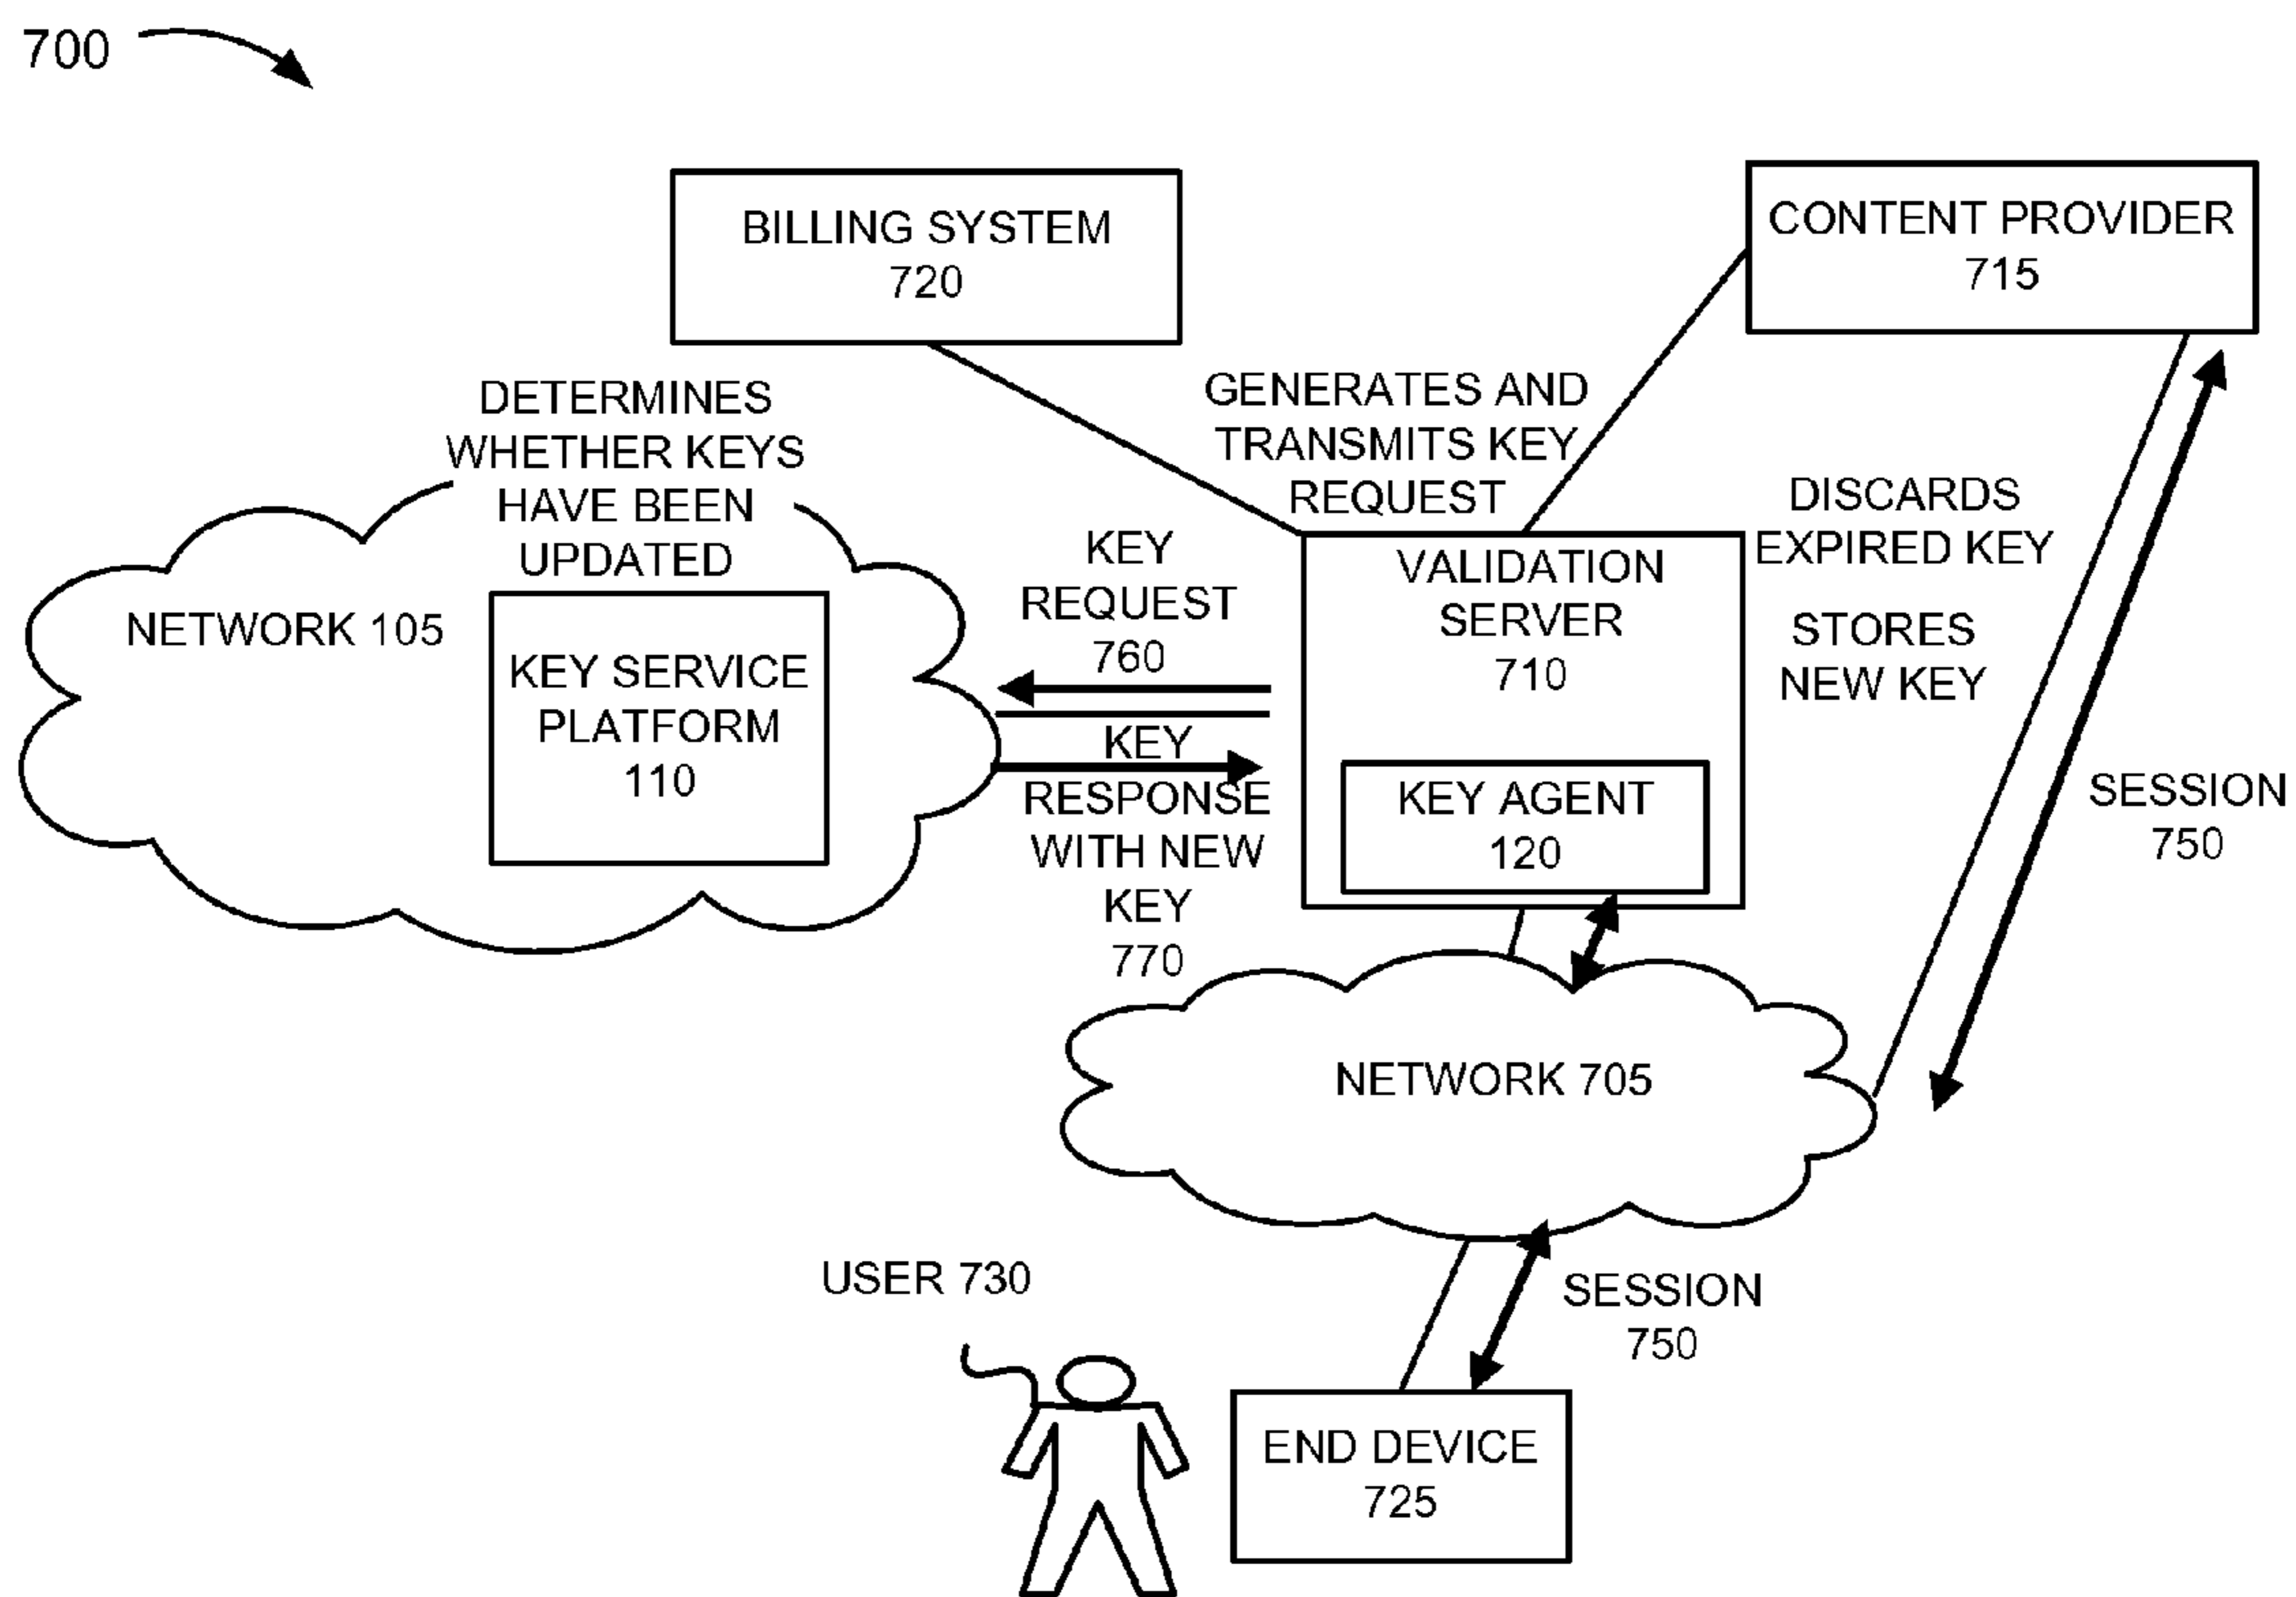 700
BILLING SYSTEM
720
CONTENT PROVIDER
715
DETERMINES
WHETHER KEYS
HAVE BEEN
UPDATED
GENERATES AND
TRANSMITS KEY
REQUEST
NETWORK 105
KEY SERVICE
PLATFORM
110
KEY
REQUEST
760
KEY
RESPONSE
WITH NEW
KEY
770
VALIDATION
SERVER
710
KEY AGENT
120
DISCARDS
EXPIRED KEY
STORES
NEW KEY
SESSION
750
NETWORK 705
USER 730
SESSION
750
END DEVICE
725